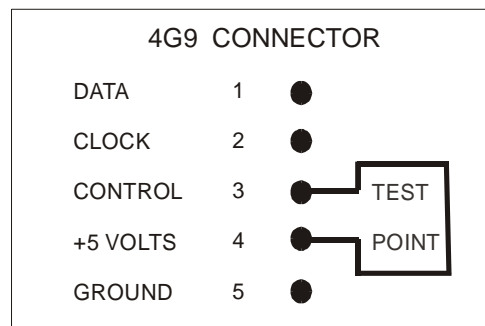 4G9 CONNECTOR
DATA 1
CLOCK 2
CONTROL 3 TEST
+5 VOLTS 4 POINT
GROUND 5